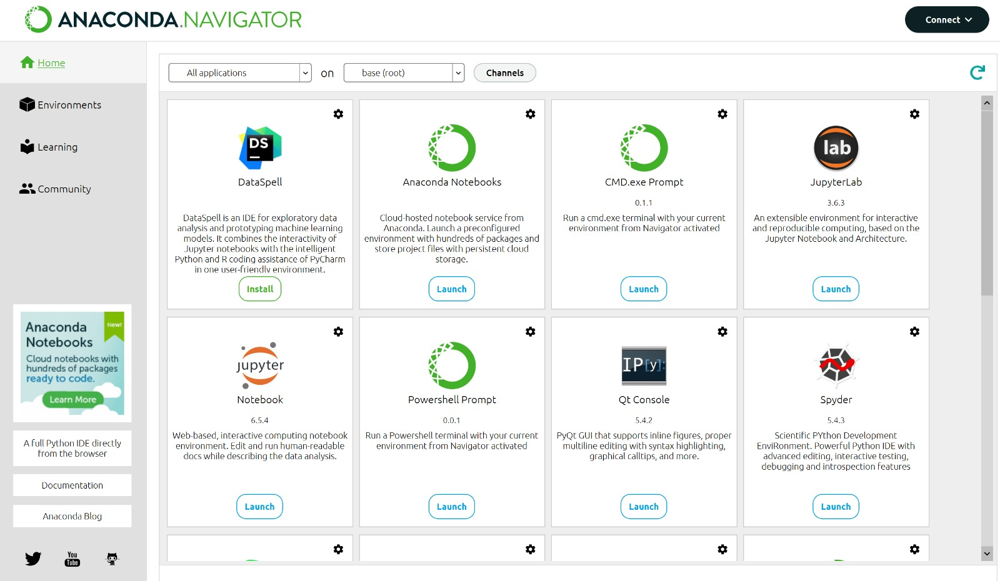 ANACONDA.NAVIGATOR
Connect
Home
Environments
Learning
Community
All applications
on
base (root)
Channels
DS
DataSpell
DataSpell is an IDE for exploratory data
analysis and prototyping machine learning
models. It combines the interactivity of
Jupyter notebooks with the intelligent
Python and R coding assistance of PyCharm
in one user-friendly environment.
Install
Anaconda Notebooks
Cloud-hosted notebook service from
Anaconda. Launch a preconfigured
environment with hundreds of packages and
store project files with persistent cloud
storage.
Launch
CMD.exe Prompt
0.1.1
Run a cmd.exe terminal with your current
environment from Navigator activated
Launch
lab
JupyterLab
3.6.3
An extensible environment for interactive
and reproducible computing, based on the
Jupyter Notebook and Architecture.
Launch
jupyter
Notebook
6.5.4
Web-based, interactive computing notebook
environment. Edit and run human-readable
docs while describing the data analysis.
Launch
Powershell Prompt
0.0.1
Run a Powershell terminal with your current
environment from Navigator activated
Launch
IP[y]:
Qt Console
5.4.2
PyQt GUI that supports inline figures, proper
multiline editing with syntax highlighting,
graphical calltips, and more.
Launch
Spyder
5.4.3
Scientific PYthon Development
EnviRonment. Powerful Python IDE with
advanced editing, interactive testing,
debugging and introspection features
Launch
Anaconda
Notebooks
New!
Cloud notebooks with
hundreds of packages
ready to code.
Learn More
A full Python IDE directly
from the browser
Documentation
Anaconda Blog
You
Tube